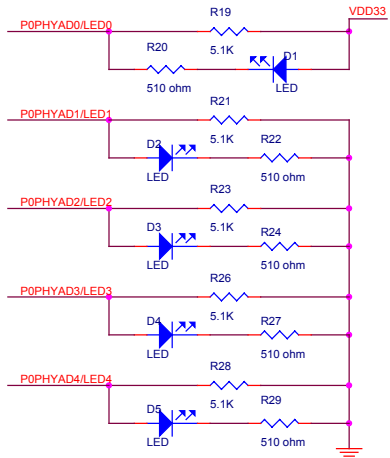 R19
VDD33
P0PHYAD0/LED0
R20
5.1K
D1
510 ohm
LED
R21
P0PHYAD1/LED1
5.1K
R22
D2
LED
510 ohm
R23
P0PHYAD2/LED2
5.1K
R24
D3
LED
510 ohm
R26
P0PHYAD3/LED3
5.1K
R27
D4
LED
510 ohm
R28
P0PHYAD4/LED4
5.1K
R29
D5
LED
510 ohm